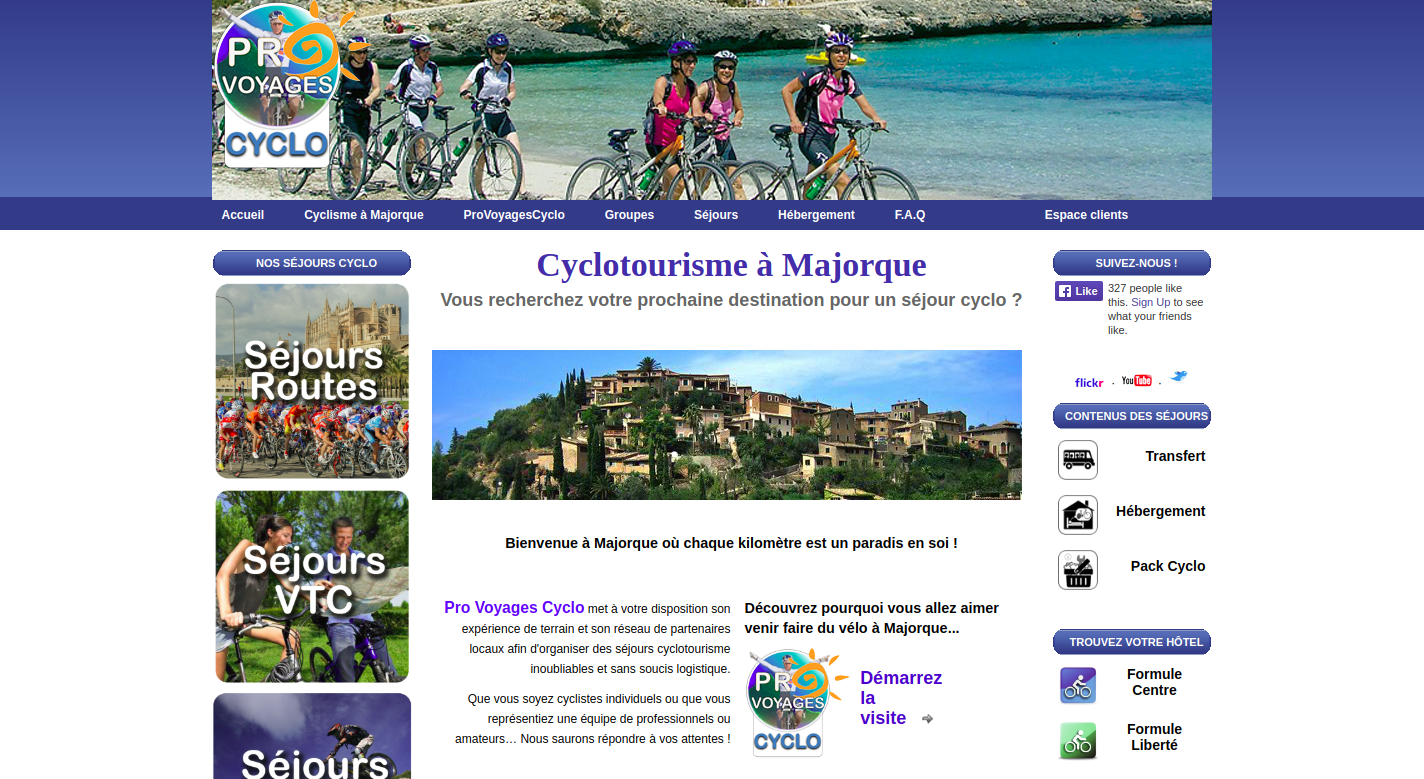 PRO
VOYAGES
CYCLO
Accueil
Cyclisme à Majorque
ProVoyagesCyclo
Groupes
Séjours
Hébergement
F.A.Q
Espace clients
NOS SÉJOURS CYCLO
Séjours
Routes
Séjours
VTC
Séjours
Cyclotourisme à Majorque
Vous recherchez votre prochaine destination pour un séjour cyclo ?
Bienvenue à Majorque où chaque kilomètre est un paradis en soi !
Pro Voyages Cyclo met à votre disposition son
expérience de terrain et son réseau de partenaires
locaux afin d'organiser des séjours cyclotourisme
inoubliables et sans soucis logistique.
Que vous soyez cyclistes individuels ou que vous
représentiez une équipe de professionnels ou
amateurs… Nous saurons répondre à vos attentes !
Découvrez pourquoi vous allez aimer
venir faire du vélo à Majorque...
PRO
VOYAGES
CYCLO
Démarrez
la
visite
SUIVEZ-NOUS !
Like
327 people like
this. Sign Up to see
what your friends
like.
flickr . YouTube .
CONTENUS DES SÉJOURS
Transfert
Hébergement
Pack Cyclo
TROUVEZ VOTRE HÔTEL
Formule
Centre
Formule
Liberté